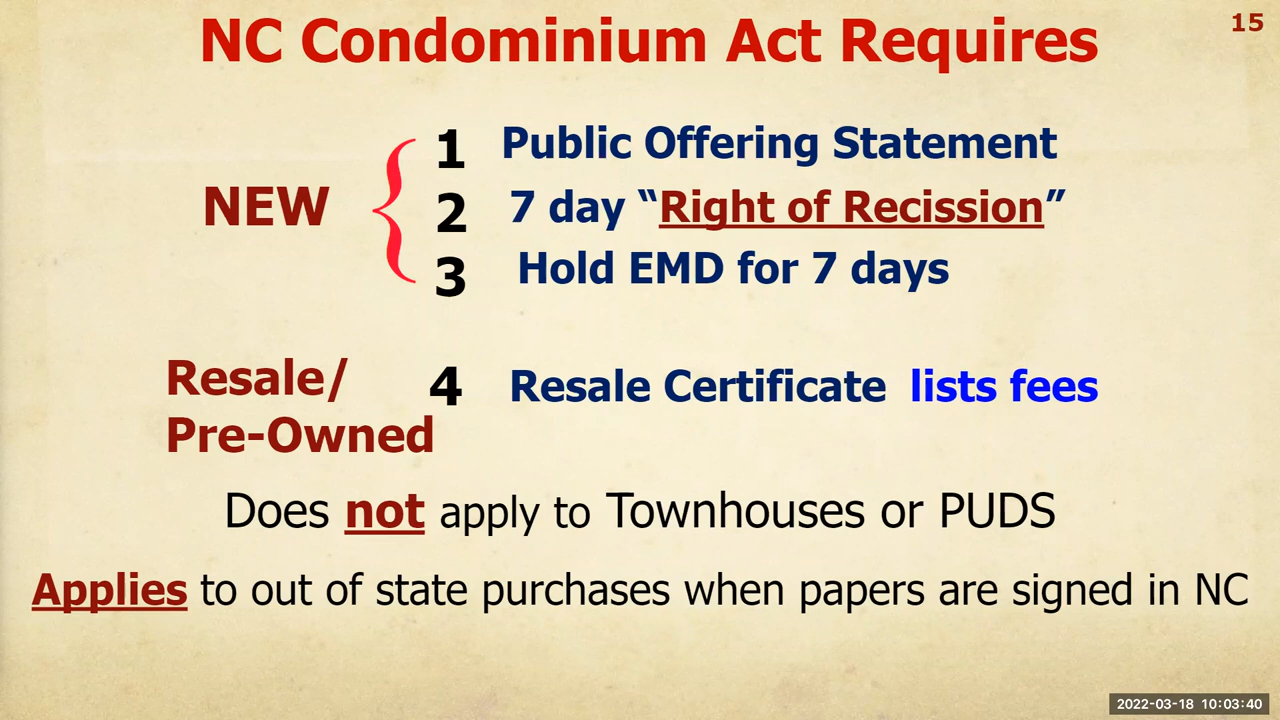 NC Condominium Act Requires
15
NEW
1 Public Offering Statement
2 7 day “Right of Recission”
3 Hold EMD for 7 days
Resale/
Pre-Owned
4 Resale Certificate lists fees
Does not apply to Townhouses or PUDS
Applies to out of state purchases when papers are signed in NC
2022-03-18 10:03:40